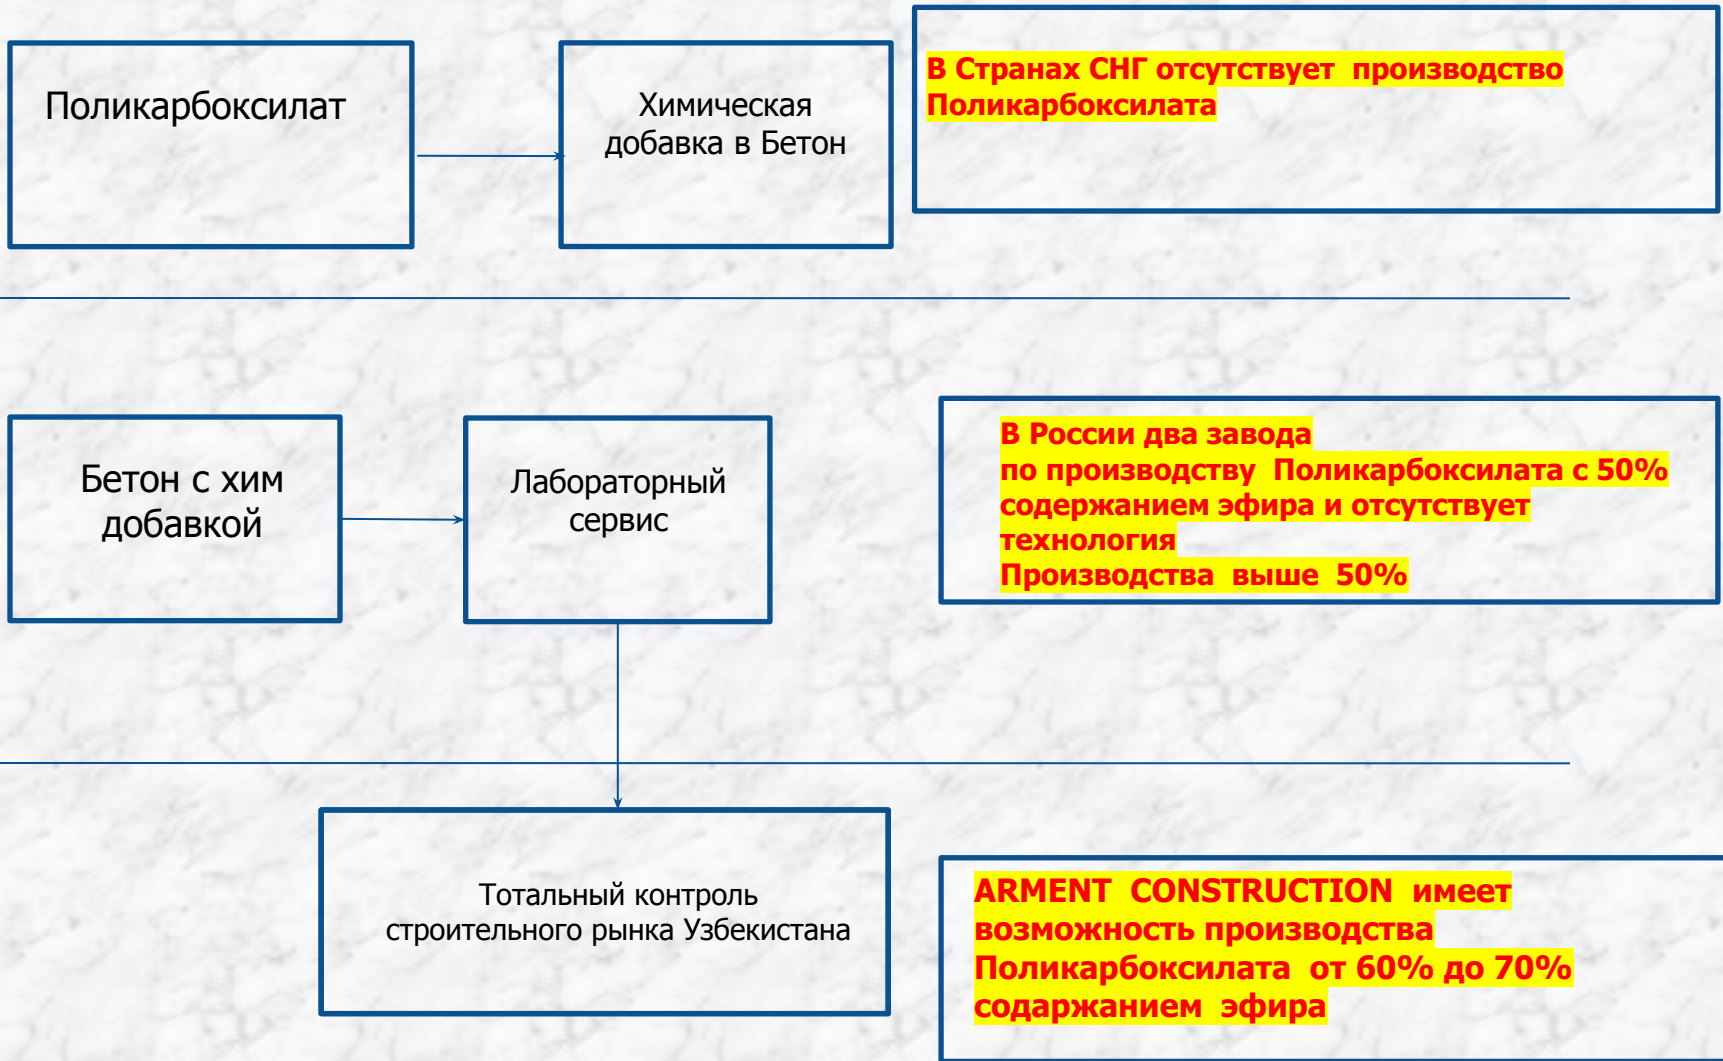 Поликарбоксилат
Химическая
добавка в Бетон
В Странах СНГ отсутствует производство
Поликарбоксилата
Бетон с хим
добавкой
Лабораторный
сервис
В России два завода
по производству Поликарбоксилата с 50%
содержанием эфира и отсутствует
технология
Производства выше 50%
Тотальный контроль
строительного рынка Узбекистана
ARMENT CONSTRUCTION имеет
возможность производства
Поликарбоксилата от 60% до 70%
содаржанием эфира